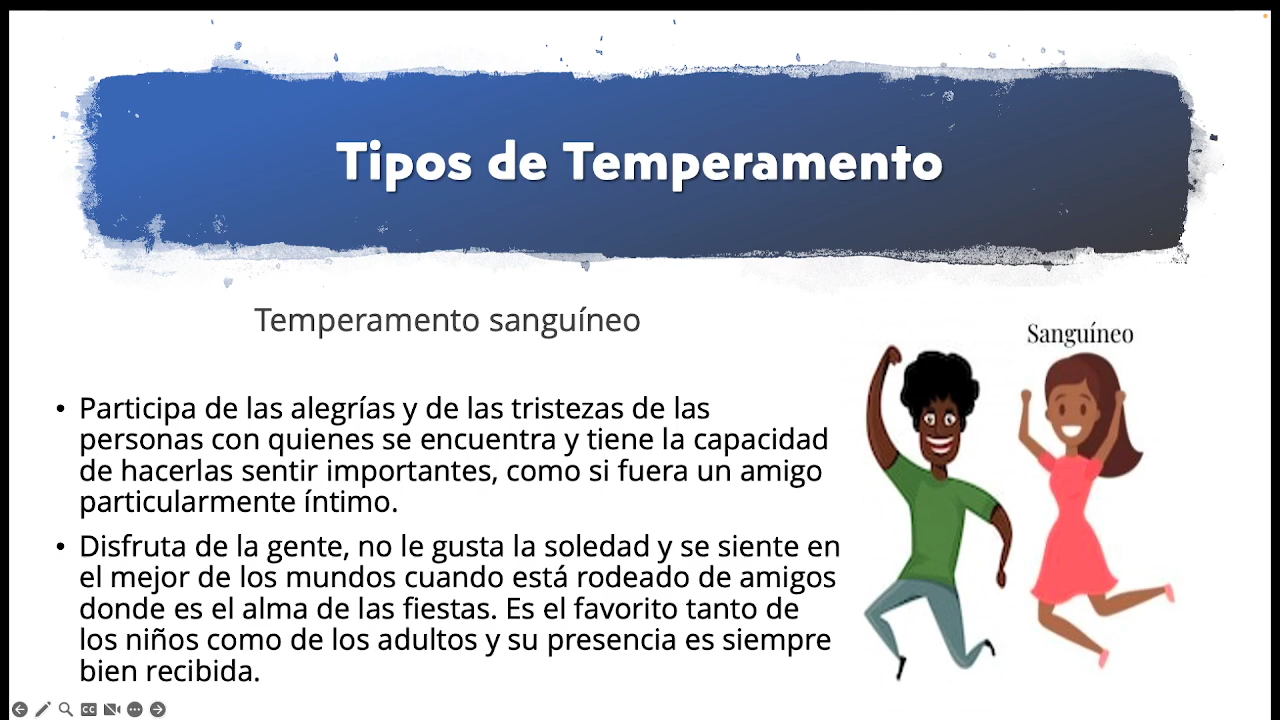 Tipos de Temperamento
Temperamento sanguíneo
Sanguíneo
• Participa de las alegrías y de las tristezas de las
personas con quienes se encuentra y tiene la capacidad
de hacerlas sentir importantes, como si fuera un amigo
particularmente íntimo.
• Disfruta de la gente, no le gusta la soledad y se siente en
el mejor de los mundos cuando está rodeado de amigos
donde es el alma de las fiestas. Es el favorito tanto de
los niños como de los adultos y su presencia es siempre
bien recibida.
CC